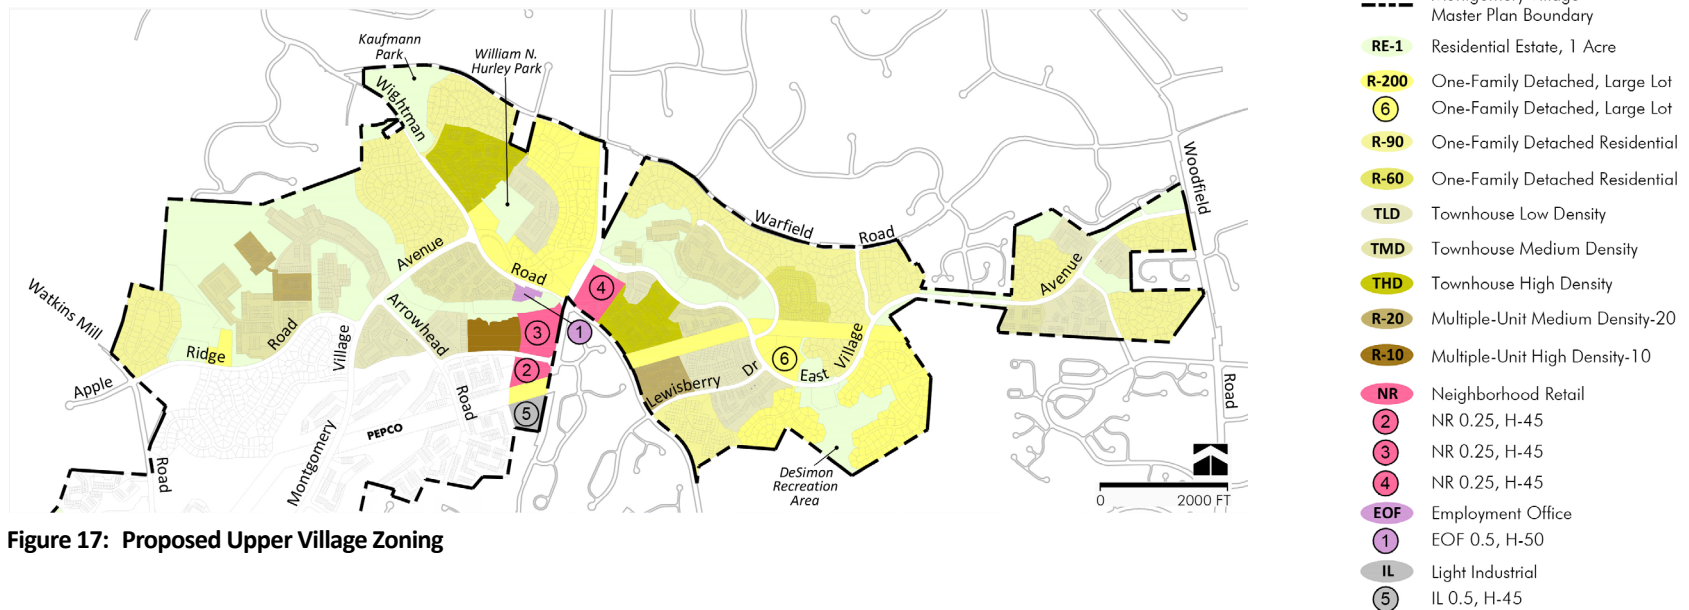 Master Plan Boundary
Kaufmann
Park
William N.
Hurley Park
Wightman
Warfield
Road
Woodfield
Road
Avenue
Road
Avenue
Watkins Mill
Road
Apple
Ridge
Road
Village
Montgomery
Arrowhead
Road
PEPCO
Lewisberry
Dr
East
Village
4
3
1
2
5
6
DeSimon
Recreation
Area
0 2000 FT
RE-1 Residential Estate, 1 Acre
R-200 One-Family Detached, Large Lot
6 One-Family Detached, Large Lot
R-90 One-Family Detached Residential
R-60 One-Family Detached Residential
TLD Townhouse Low Density
TMD Townhouse Medium Density
THD Townhouse High Density
R-20 Multiple-Unit Medium Density-20
R-10 Multiple-Unit High Density-10
NR Neighborhood Retail
2 NR 0.25, H-45
3 NR 0.25, H-45
4 NR 0.25, H-45
EOF Employment Office
1 EOF 0.5, H-50
IL Light Industrial
5 IL 0.5, H-45
Figure 17: Proposed Upper Village Zoning